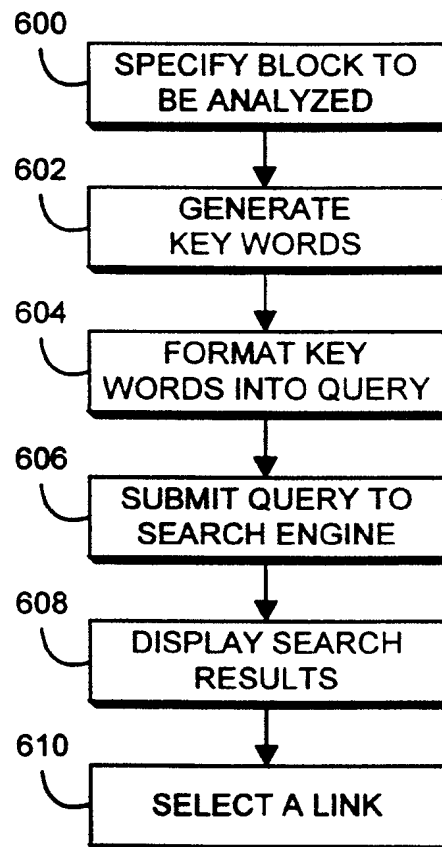 600
SPECIFY BLOCK TO
BE ANALYZED
602
GENERATE
KEY WORDS
604
FORMAT KEY
WORDS INTO QUERY
606
SUBMIT QUERY TO
SEARCH ENGINE
608
DISPLAY SEARCH
RESULTS
610
SELECT A LINK